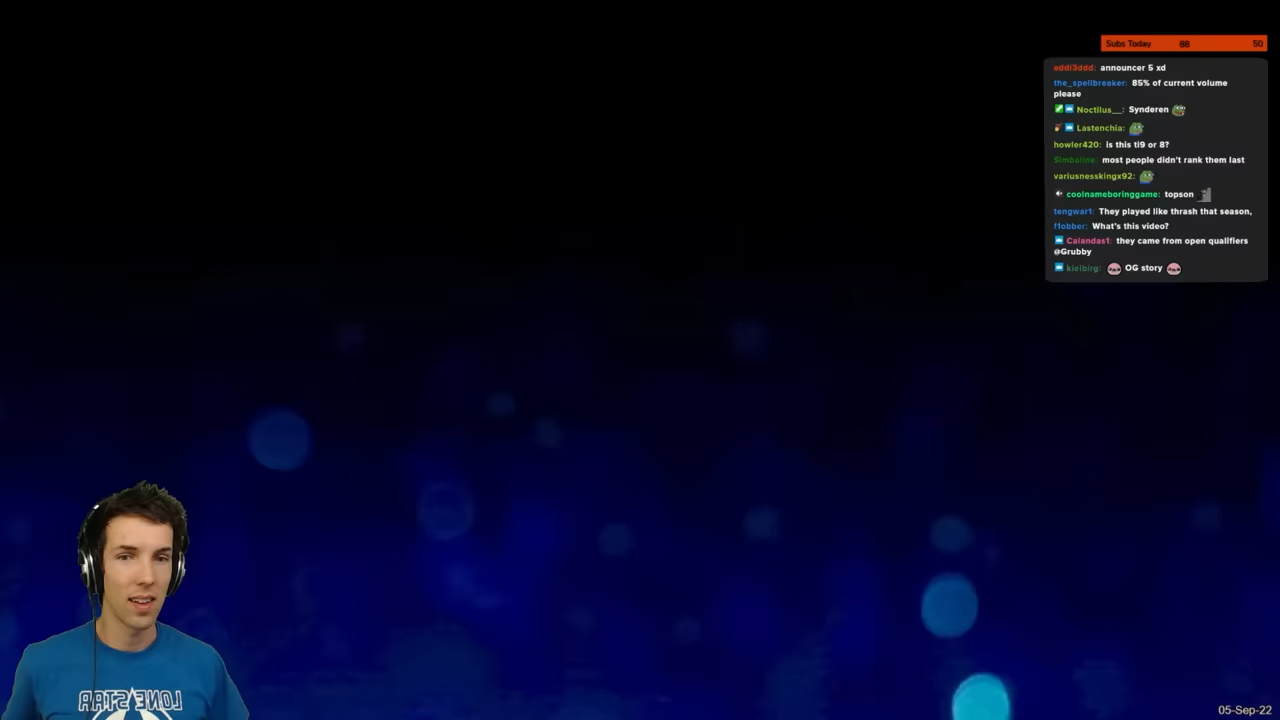 Subs Today 88 50
eddi3ddd: announcer 5 xd
the_spellbreaker: 85% of current volume
please
Noctilus__: Synderen
Lastenchia:
howler420: is this ti9 or 8?
Simbaline: most people didn't rank them last
variusnesskingx92:
coolnameboringgame: topson
tengwar1: They played like thrash that season,
f1obber: What's this video?
Calandas1: they came from open qualifiers
@Grubby
kielbirg: OG story
LONE STAR
05-Sep-22